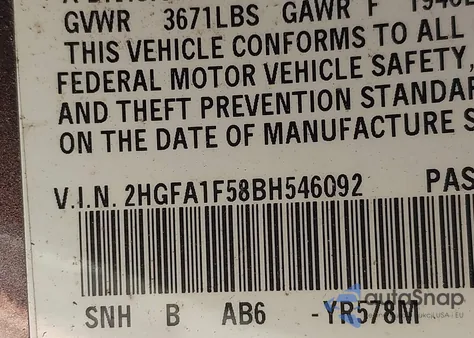 GVWR 3671LBS GAWR F
THIS VEHICLE CONFORMS TO ALL
FEDERAL MOTOR VEHICLE SAFETY,
AND THEFT PREVENTION STANDAR
ON THE DATE OF MANUFACTURE S
V.I.N. 2HGFA1F58BH546092 PAS
SNH B AB6 -YR578M
autoSnap